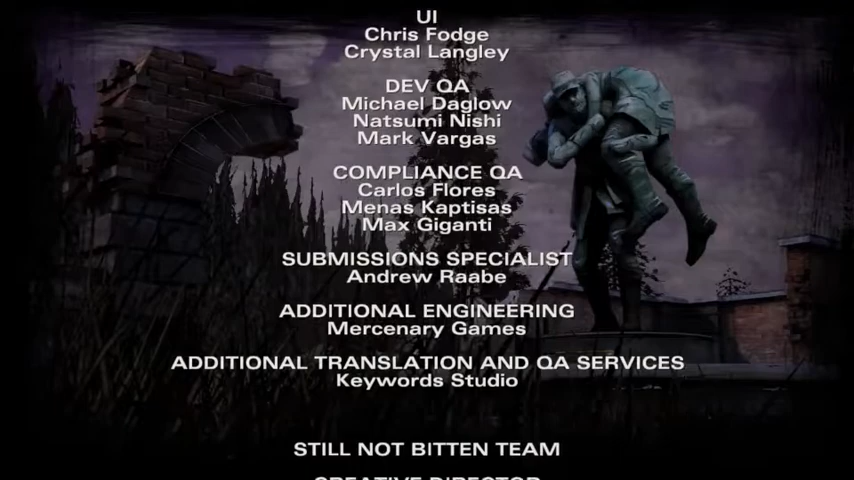 UI
Chris Fodge
Crystal Langley
DEV QA
Michael Daglow
Natsumi Nishi
Mark Vargas
COMPLIANCE QA
Carlos Flores
Menas Kaptisas
Max Giganti
SUBMISSIONS SPECIALIST
Andrew Raabe
ADDITIONAL ENGINEERING
Mercenary Games
ADDITIONAL TRANSLATION AND QA SERVICES
Keywords Studio
STILL NOT BITTEN TEAM
CREATIVE DIRECTOR